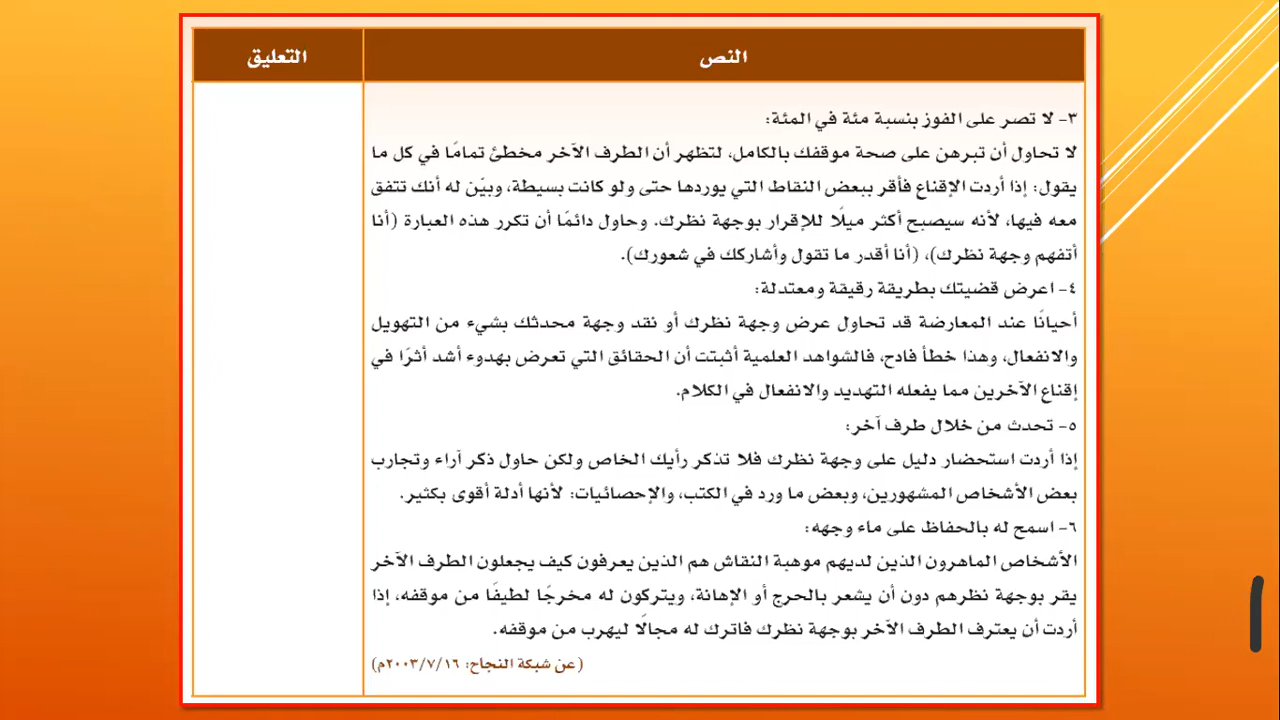 النص
التعليق
٣- لا تصر على الفوز بنسبة مئة في المئة:
لا تحاول أن تبرهن على صحة موقفك بالكامل، لتظهر أن الطرف الآخر مخطئ تمامًا في كل ما
يقول: إذا أردت الإقناع فأقر ببعض النقاط التي يوردها حتى ولو كانت بسيطة، وبيّن له أنك تتفق
معه فيها، لأنه سيصبح أكثر ميلًا للإقرار بوجهة نظرك. وحاول دائمًا أن تكرر هذه العبارة (أنا
أتفهم وجهة نظرك)، (أنا أقدر ما تقول وأشاركك في شعورك).
٤- اعرض قضيتك بطريقة رقيقة ومعتدلة:
أحيانًا عند المعارضة قد تحاول عرض وجهة نظرك أو نقد وجهة محدثك بشيء من التهويل
والانفعال، وهذا خطأ فادح، فالشواهد العلمية أثبتت أن الحقائق التي تعرض بهدوء أشد أثرًا في
إقناع الآخرين مما يفعله التهديد والانفعال في الكلام.
٥- تحدث من خلال طرف آخر:
إذا أردت استحضار دليل على وجهة نظرك فلا تذكر رأيك الخاص ولكن حاول ذكر آراء وتجارب
بعض الأشخاص المشهورين، وبعض ما ورد في الكتب، والإحصائيات: لأنها أدلة أقوى بكثير.
٦- اسمح له بالحفاظ على ماء وجهه:
الأشخاص الماهرون الذين لديهم موهبة النقاش هم الذين يعرفون كيف يجعلون الطرف الآخر
يقر بوجهة نظرهم دون أن يشعر بالحرج أو الإهانة، ويتركون له مخرجًا لطيفًا من موقفه، إذا
أردت أن يعترف الطرف الآخر بوجهة نظرك فاترك له مجالًا ليهرب من موقفه.
(عن شبكة النجاح: ٢٠٠٣/٧/١٦م)